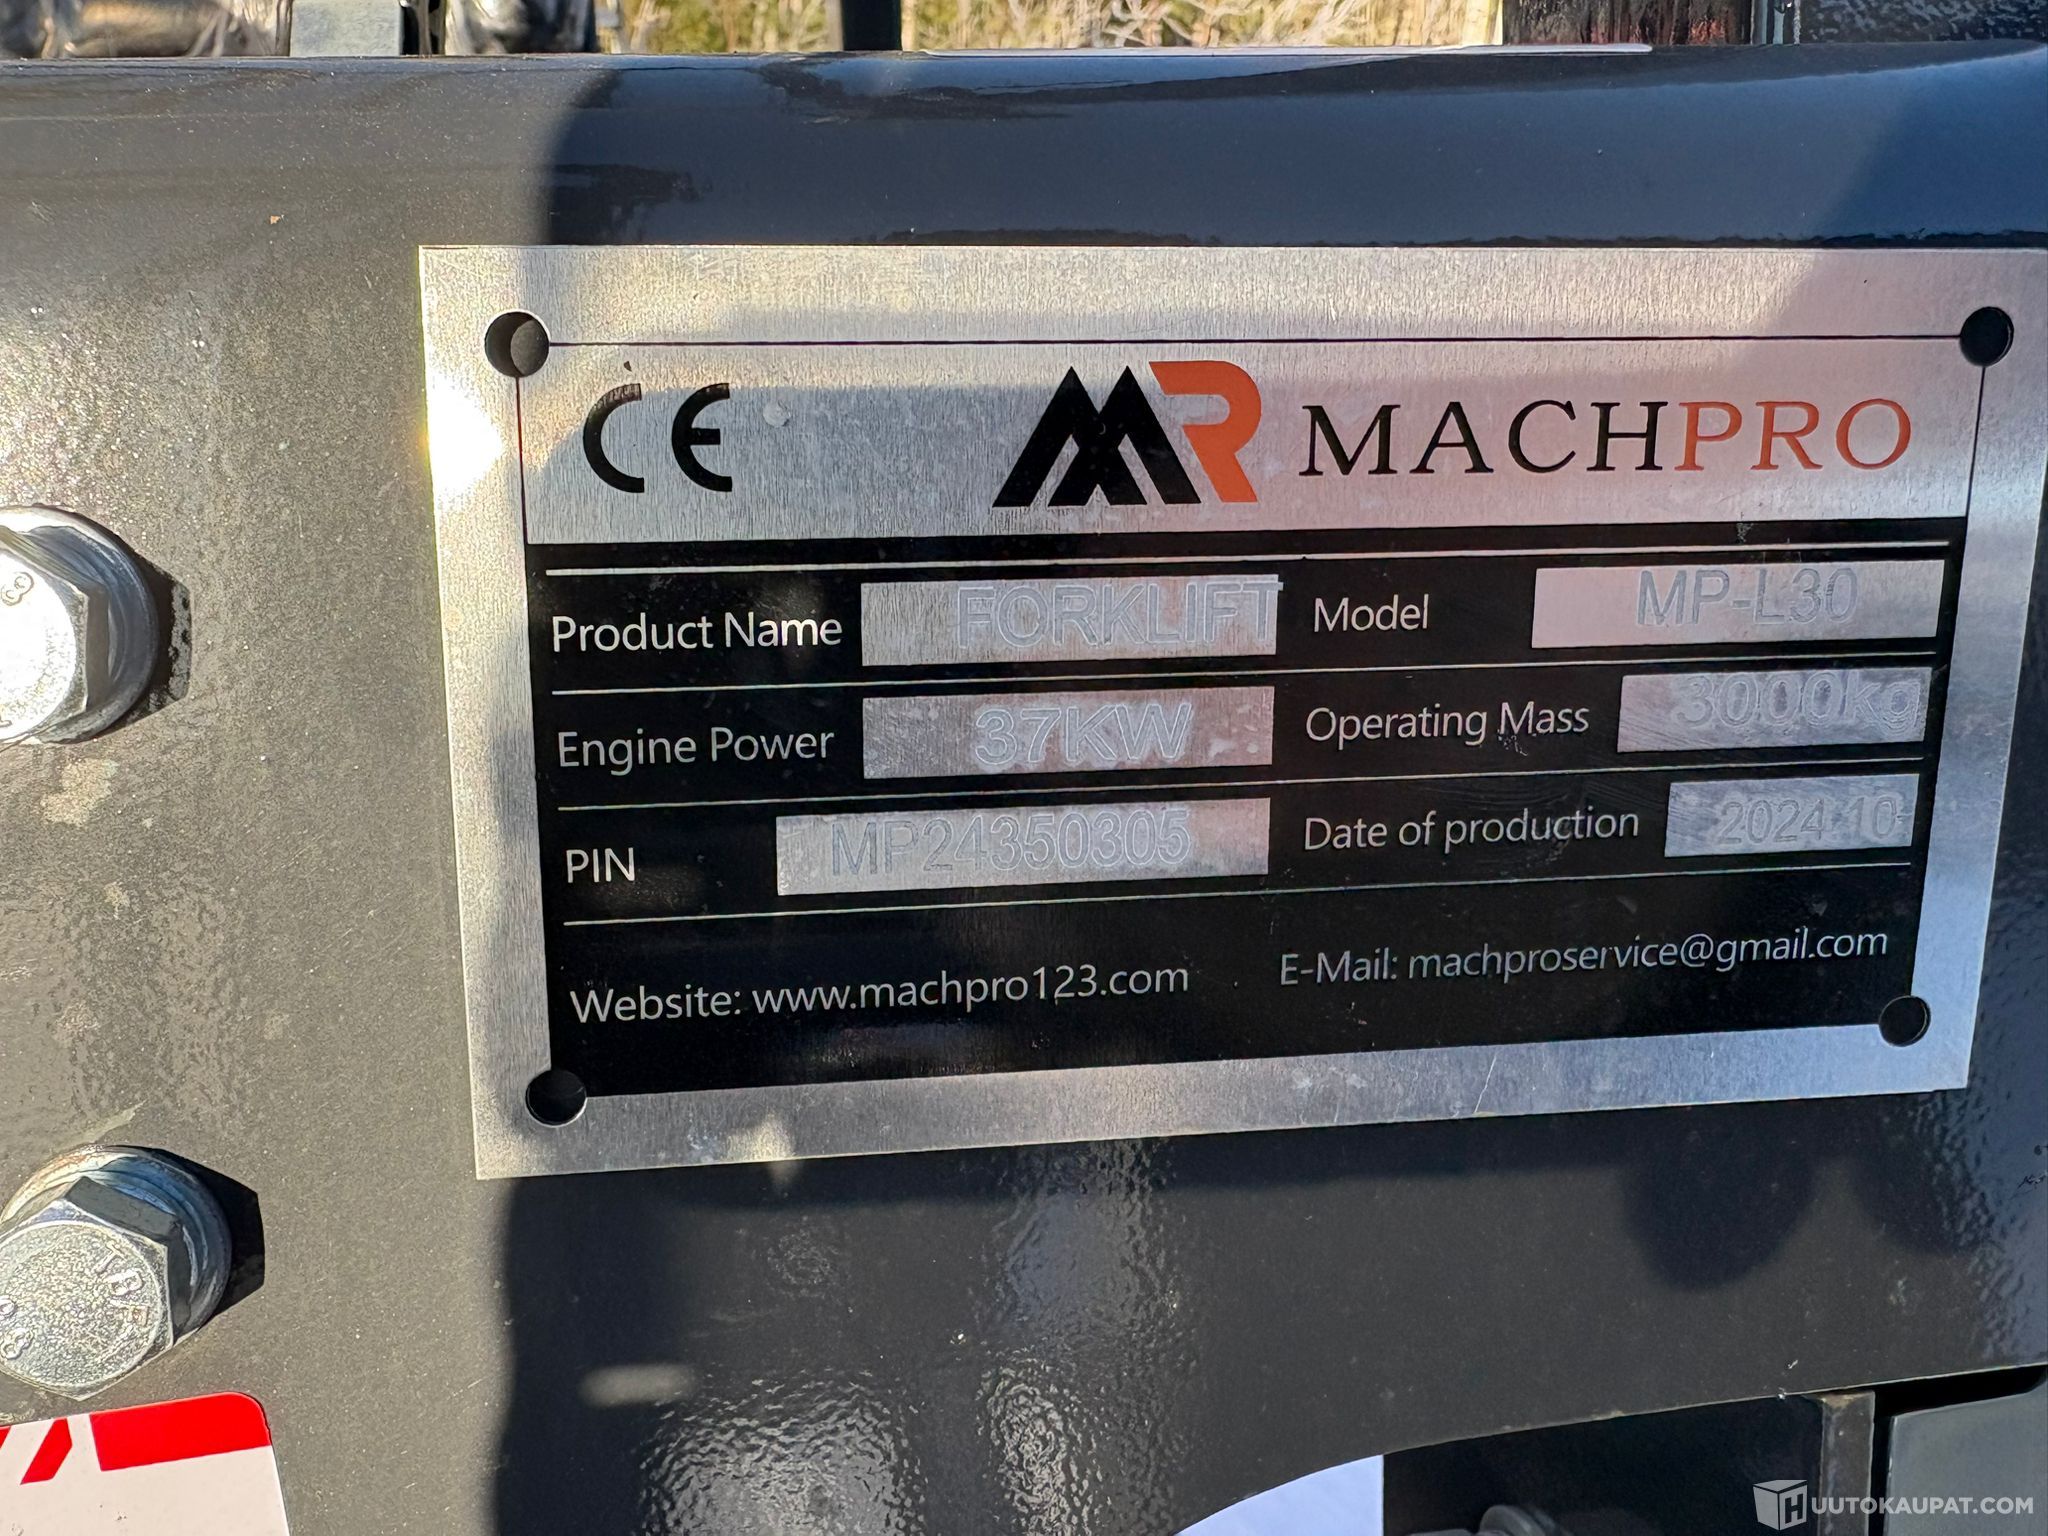 CE MR MACHPRO
Product Name FORKLIFT Model MP-L30
Engine Power 37KW Operating Mass 3000kg
PIN MP24350305 Date of production 2024.10
Website: www.machpro123.com E-Mail: machproservice@gmail.com
HUUTOKAUPAT.COM